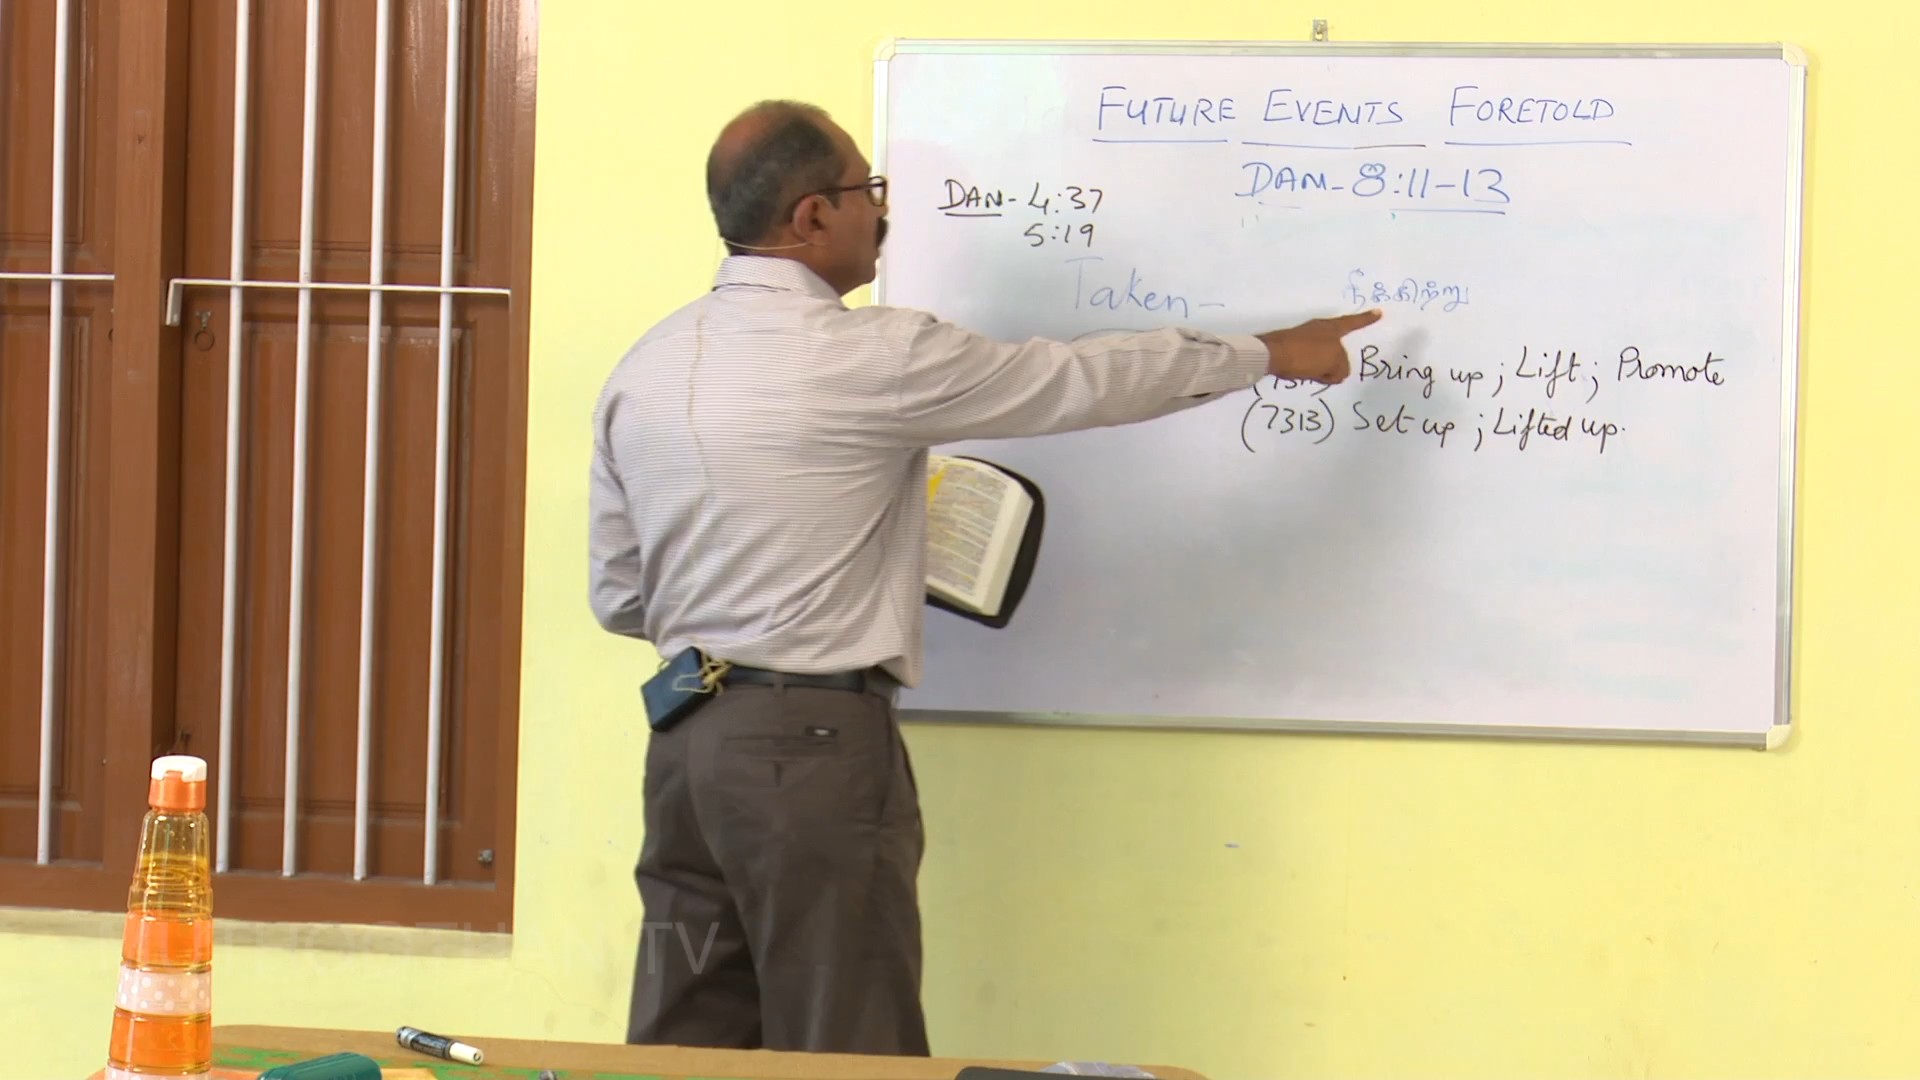 FUTURE EVENTS FORETOLD
DAN - 8:11-13
DAN - 4:37
5:19
Taken - நீக்கிற்று
Bring up ; Lift ; Promote
(7313) Set up ; Lifted up.
TV